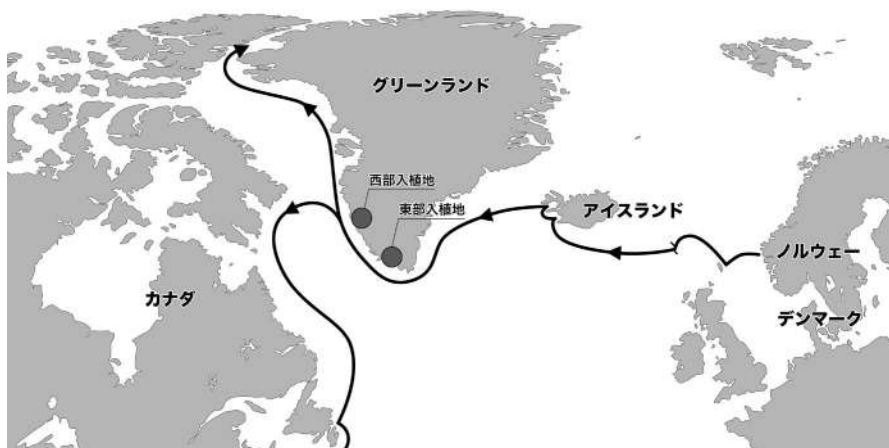 グリーンランド
西部入植地
東部入植地
アイスランド
ノルウェー
カナダ
デンマーク